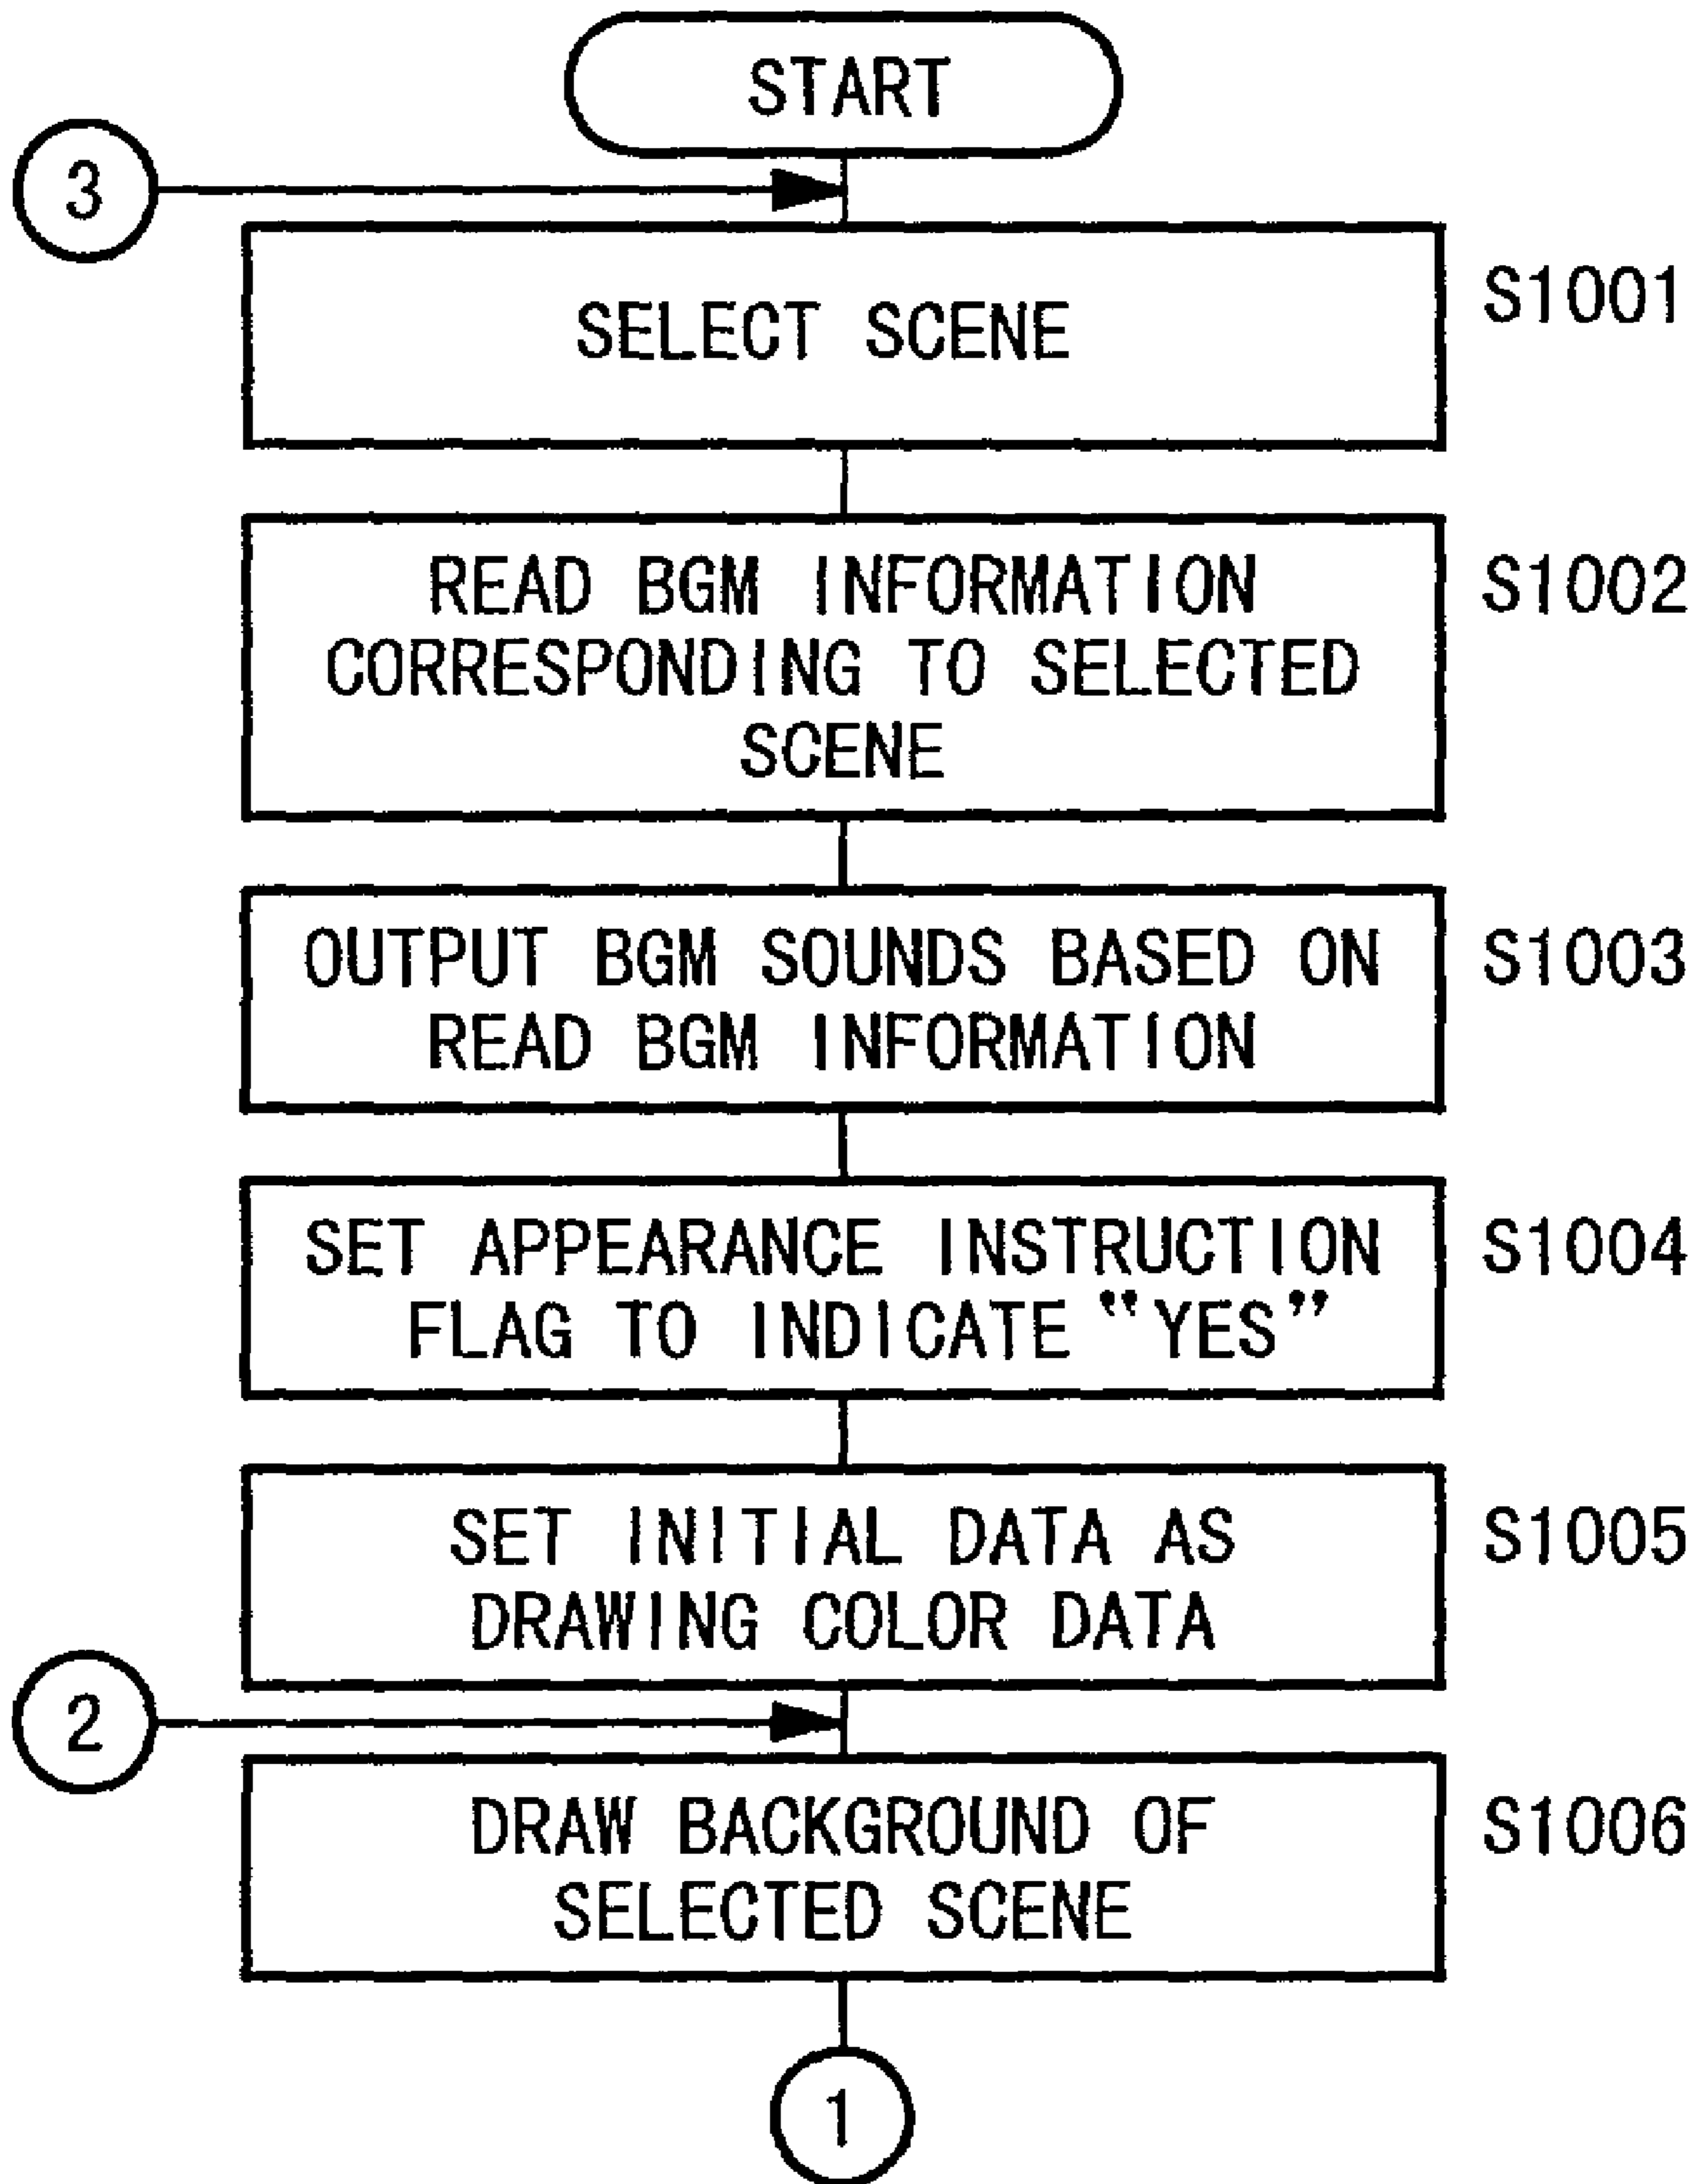 START
3
SELECT SCENE
S1001
READ BGM INFORMATION
CORRESPONDING TO SELECTED
SCENE
S1002
OUTPUT BGM SOUNDS BASED ON
READ BGM INFORMATION
S1003
SET APPEARANCE INSTRUCTION
FLAG TO INDICATE “YES”
S1004
SET INITIAL DATA AS
DRAWING COLOR DATA
S1005
2
DRAW BACKGROUND OF
SELECTED SCENE
S1006
1